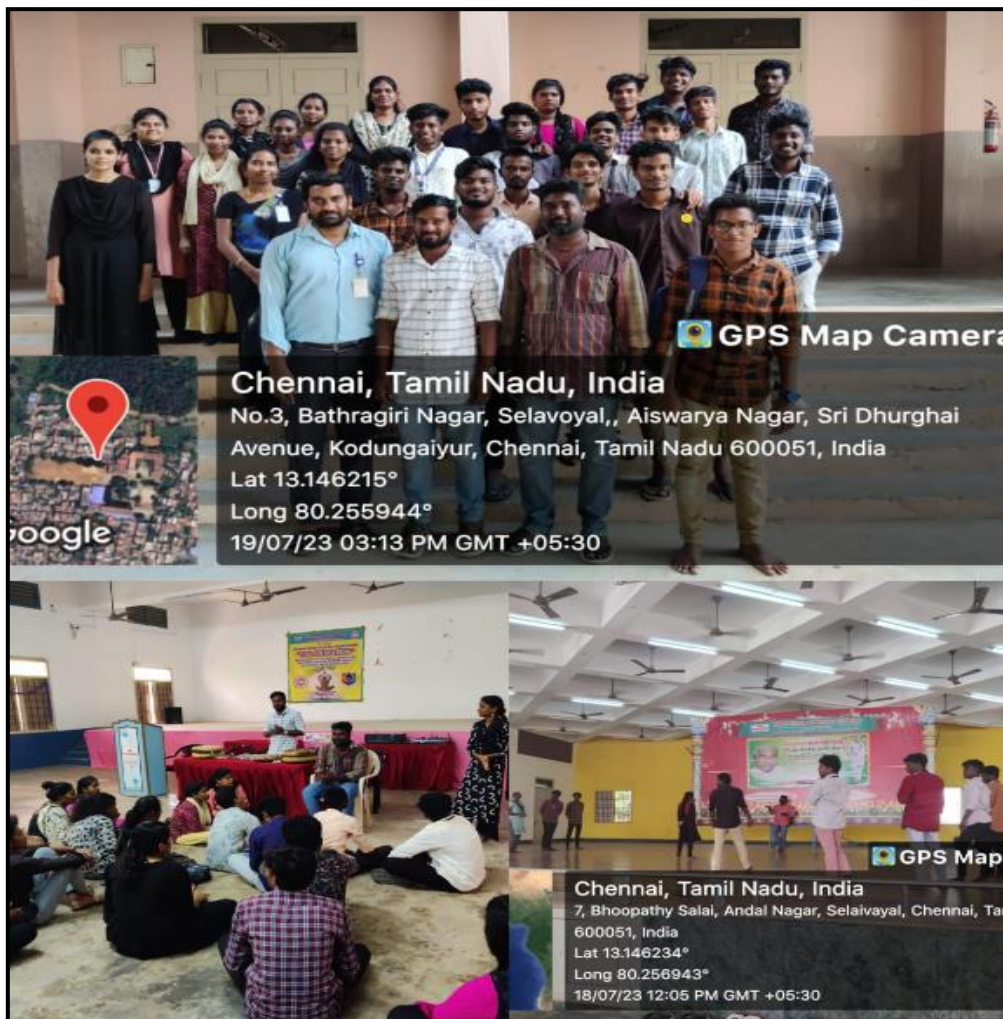 GPS Map Camera
Chennai, Tamil Nadu, India
No.3, Bathragiri Nagar, Selavoyal,, Aiswarya Nagar, Sri Dhurghai
Avenue, Kodungaiyur, Chennai, Tamil Nadu 600051, India
Lat 13.146215°
Long 80.255944°
19/07/23 03:13 PM GMT +05:30
Google
GPS Map
Chennai, Tamil Nadu, India
7, Bhoopathy Salai, Andal Nagar, Selaivayal, Chennai, Ta
600051, India
Lat 13.146234°
Long 80.256943°
18/07/23 12:05 PM GMT +05:30